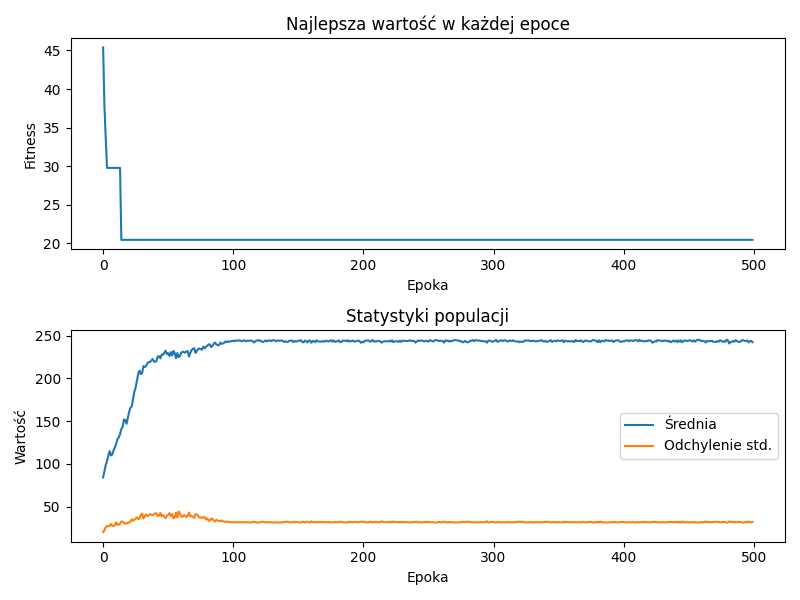 Najlepsza wartość w każdej epoce
45
40
35
30
25
20
Fitness
0 100 200 300 400 500
Epoka
Statystyki populacji
250
200
150
100
50
Wartość
Średnia
Odchylenie std.
0 100 200 300 400 500
Epoka